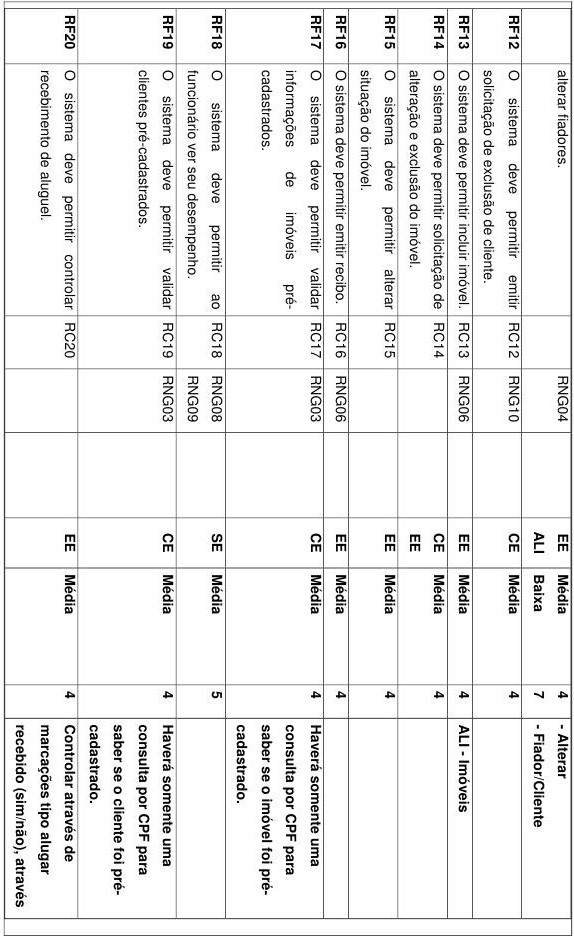 alterar fiadores. RNG04 EE Média 4 - Alterar
ALI Baixa 7 - Fiador/Cliente
RF12 O sistema deve permitir emitir RC12 RNG10 CE Média 4
solicitação de exclusão de cliente.
RF13 O sistema deve permitir incluir imóvel. RC13 RNG06 EE Média 4 ALI - Imóveis
RF14 O sistema deve permitir solicitação de RC14 CE Média 4
alteração e exclusão do imóvel. EE
RF15 O sistema deve permitir alterar RC15 EE Média 4
situação do imóvel.
RF16 O sistema deve permitir emitir recibo. RC16 RNG06 EE Média 4
RF17 O sistema deve permitir validar RC17 RNG03 CE Média 4 Haverá somente uma
informações de imóveis pré- consulta por CPF para
cadastrados. saber se o imóvel foi pré-
cadastrado.
RF18 O sistema deve permitir ao RC18 RNG08 SE Média 5
funcionário ver seu desempenho. RNG09
RF19 O sistema deve permitir validar RC19 RNG03 CE Média 4 Haverá somente uma
clientes pré-cadastrados. consulta por CPF para
saber se o cliente foi pré-
cadastrado.
RF20 O sistema deve permitir controlar RC20 EE Média 4 Controlar através de
recebimento de aluguel. marcações tipo alugar
recebido (sim/não), através